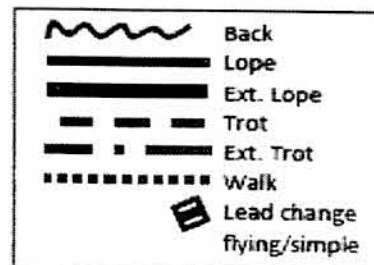 Back
Lope
Ext. Lope
Trot
Ext. Trot
Walk
Lead change
flying/simple